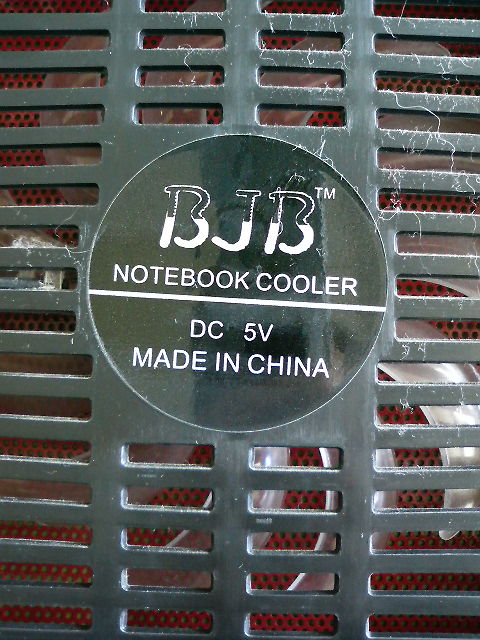 BJB™
NOTEBOOK COOLER
DC 5V
MADE IN CHINA